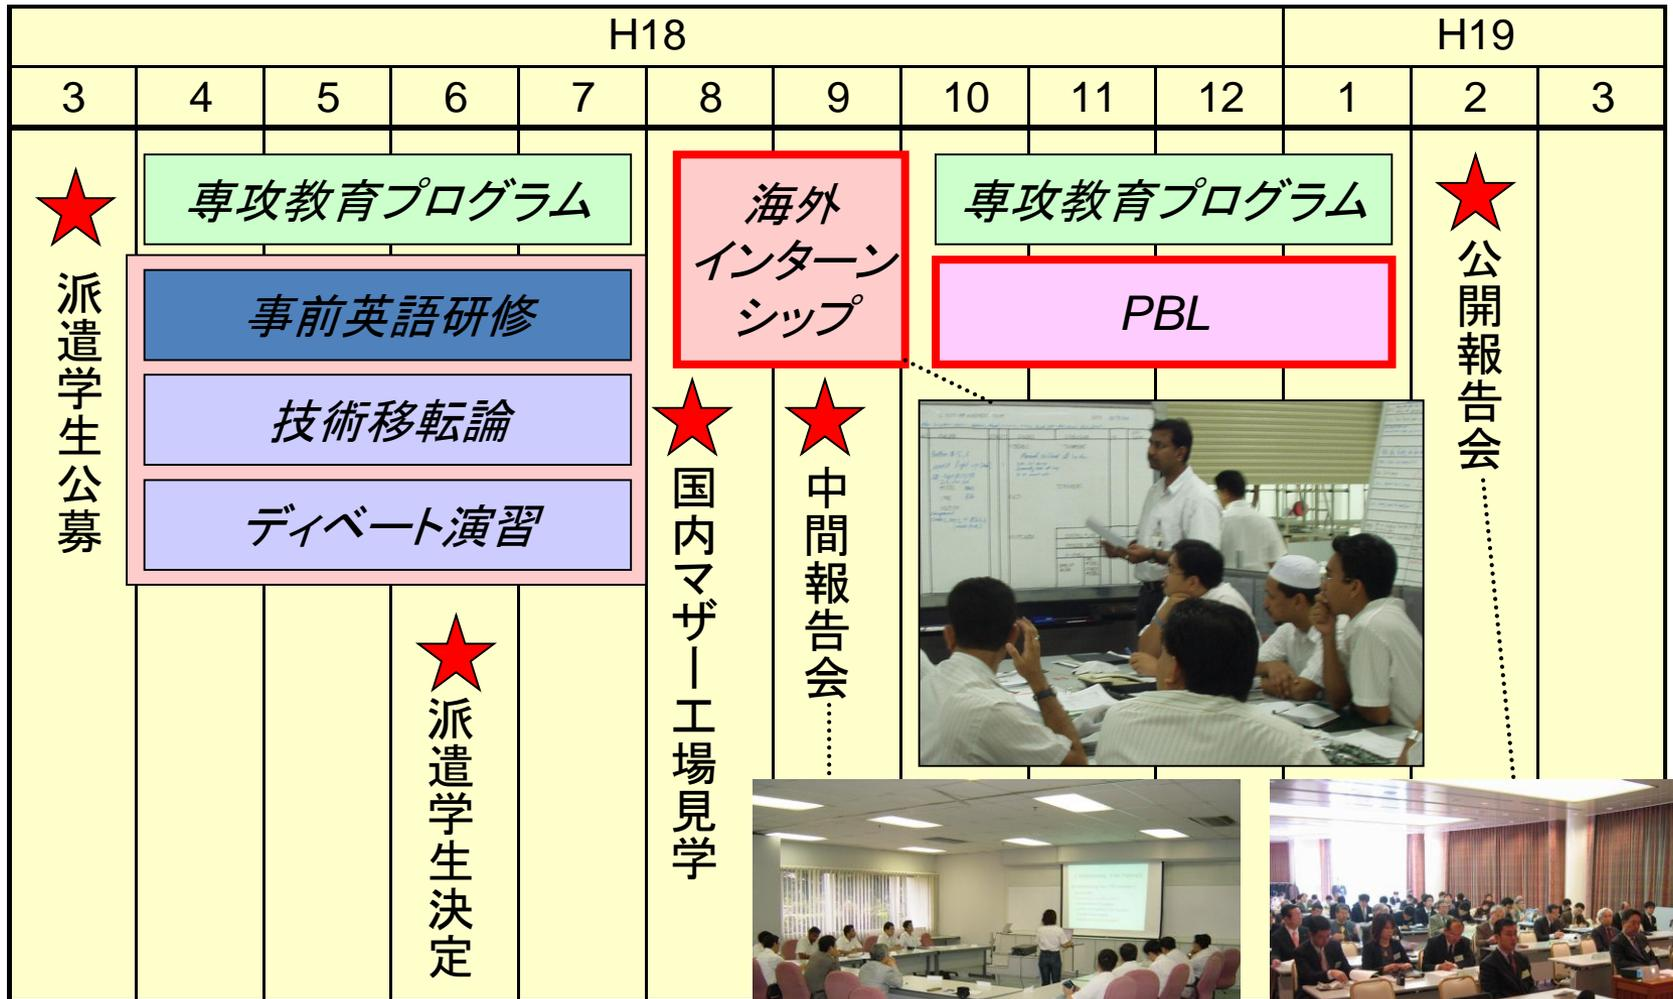 H18
H19
3 4 5 6 7 8 9 10 11 12 1 2 3
専攻教育プログラム
海外
インターン
シップ
専攻教育プログラム
事前英語研修
PBL
技術移転論
ディベート演習
派遣学生公募
派遣学生決定
国内マザー工場見学
中間報告会
公開報告会